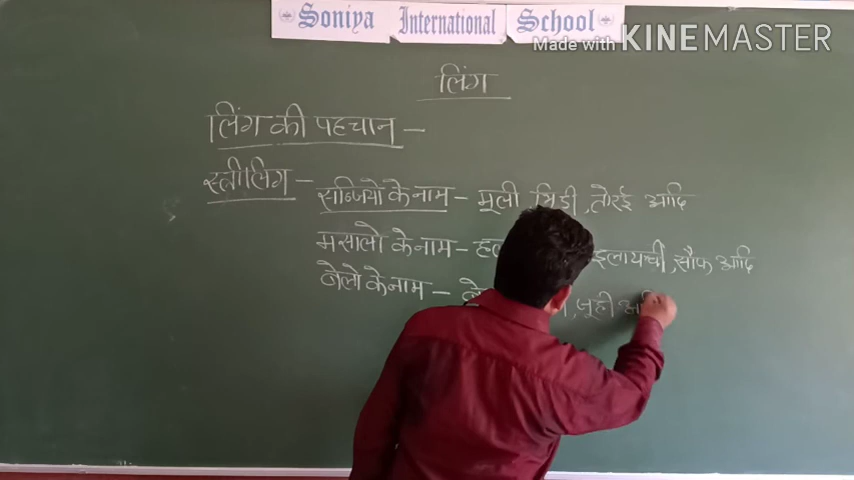 Soniya International School
Made with KINEMASTER
लिंग
लिंग की पहचान –
स्त्रीलिंग – सब्जियो के नाम – मूली, भिंडी, तोरई आदि
मसालो के नाम – इलायची, सौफ आदि
बेलो के नाम – जूही